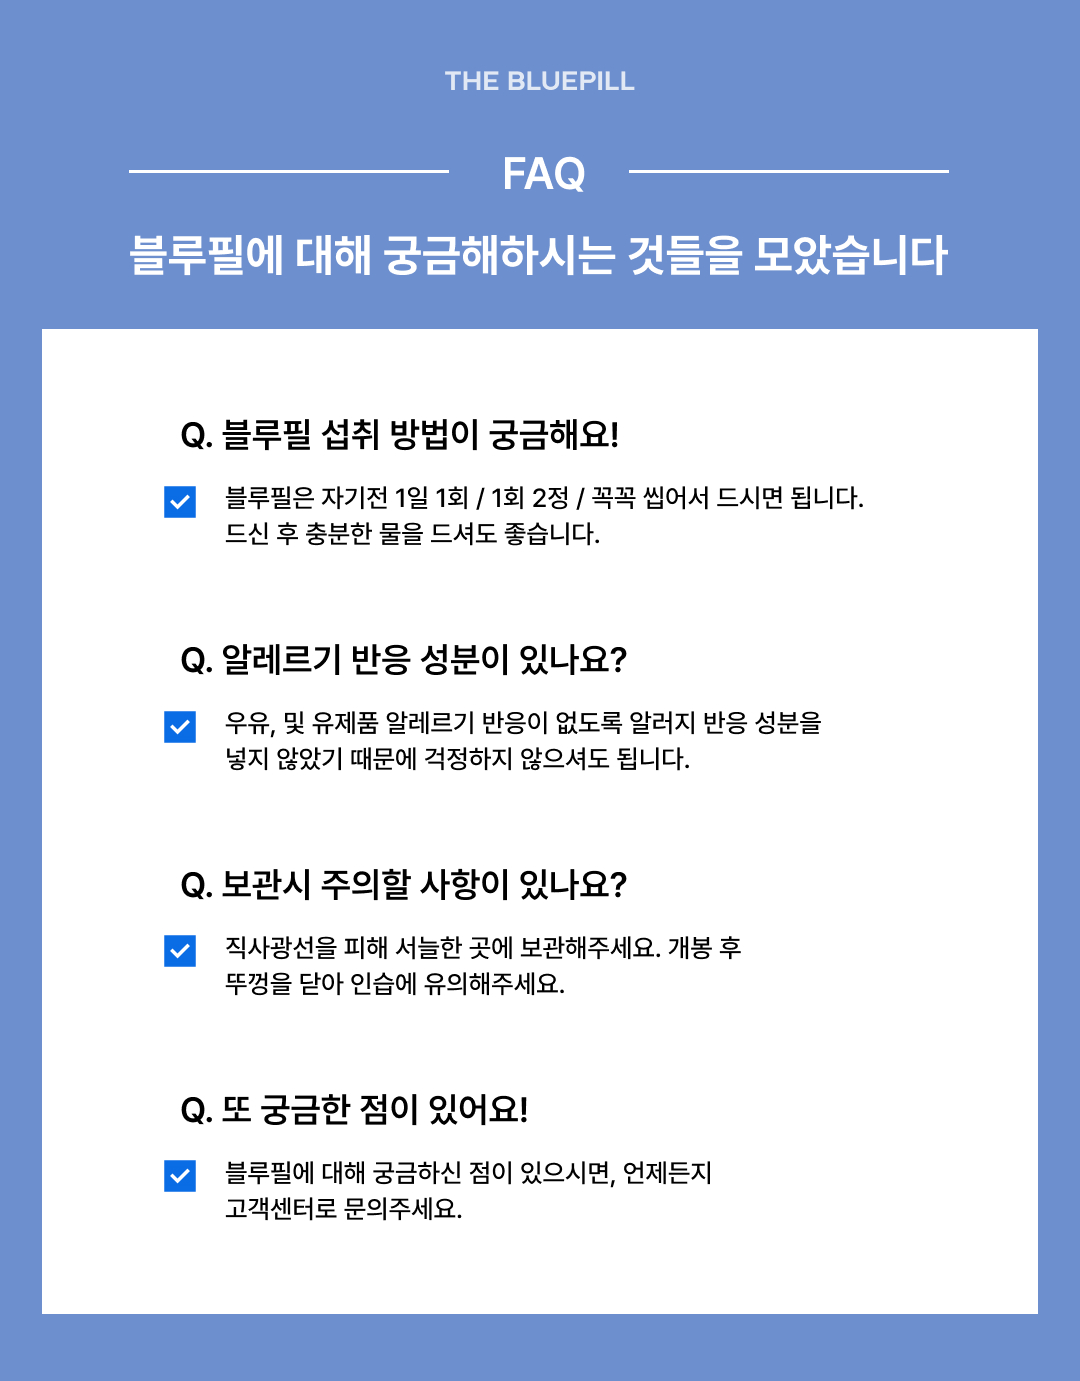 THE BLUEPILL
FAQ
블루필에 대해 궁금해하시는 것들을 모았습니다
Q. 블루필 섭취 방법이 궁금해요!
블루필은 자기전 1일 1회 / 1회 2정 / 꼭꼭 씹어서 드시면 됩니다.
드신 후 충분한 물을 드셔도 좋습니다.
Q. 알레르기 반응 성분이 있나요?
우유, 및 유제품 알레르기 반응이 없도록 알러지 반응 성분을
넣지 않았기 때문에 걱정하지 않으셔도 됩니다.
Q. 보관시 주의할 사항이 있나요?
직사광선을 피해 서늘한 곳에 보관해주세요. 개봉 후
뚜껑을 닫아 인습에 유의해주세요.
Q. 또 궁금한 점이 있어요!
블루필에 대해 궁금하신 점이 있으시면, 언제든지
고객센터로 문의주세요.